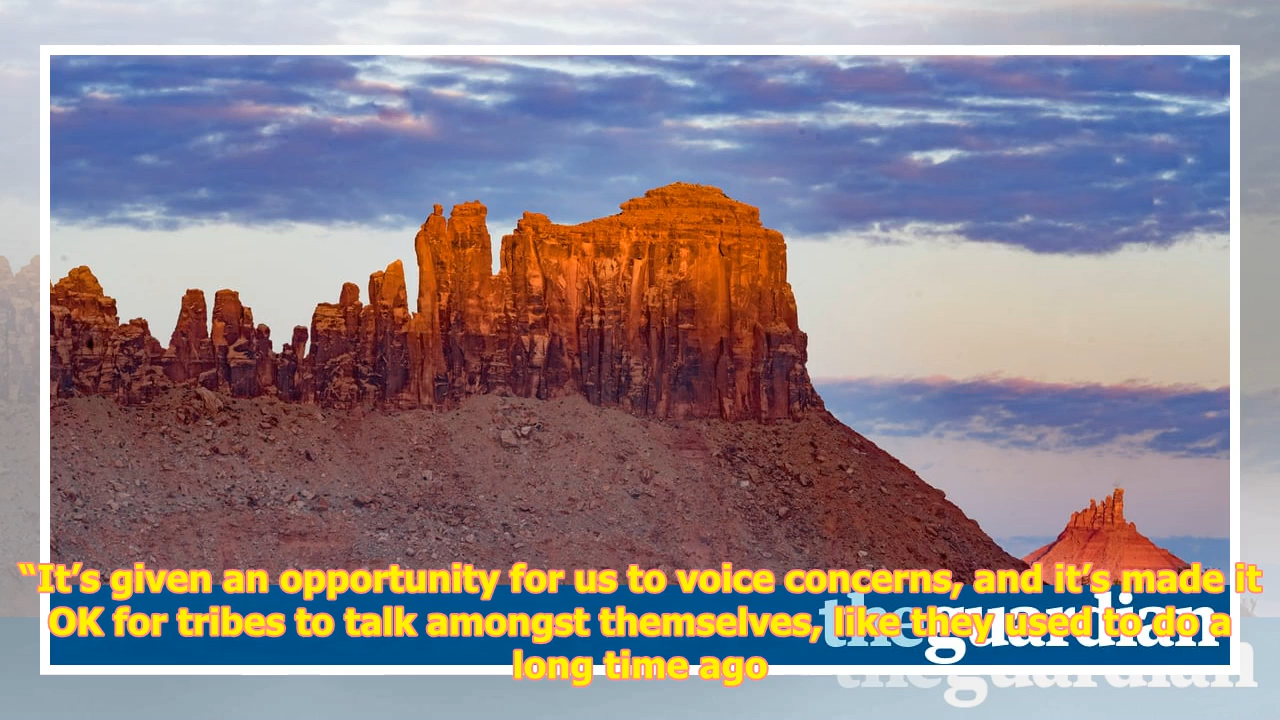 “It’s given an opportunity for us to voice concerns, and it’s made it
OK for tribes to talk amongst themselves, like they used to do a
long time ago
theguardian
theguardian